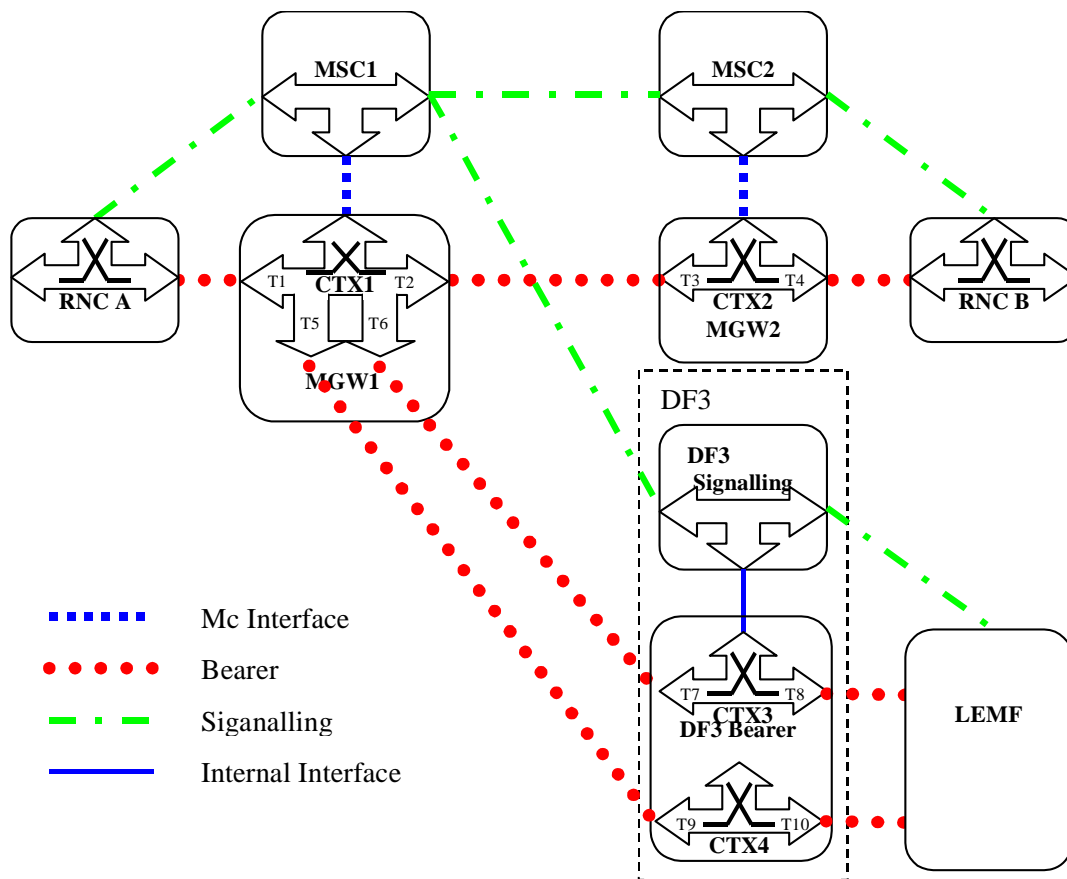 MSC1
MSC2
T1
CTX1
T2
T3
T4
RNC A
CTX2
RNC B
T5
T6
MGW2
MGW1
DF3
DF3
Signalling
Mc Interface
Bearer
T7
T8
CTX3
LEMF
Siganalling
DF3 Bearer
Internal Interface
T9
T10
CTX4